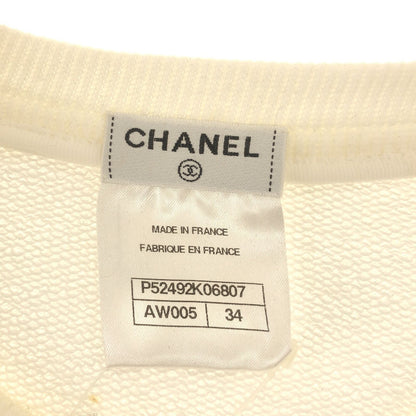 CHANEL
MADE IN FRANCE
FABRIQUE EN FRANCE
P52492K06807
AW005 34